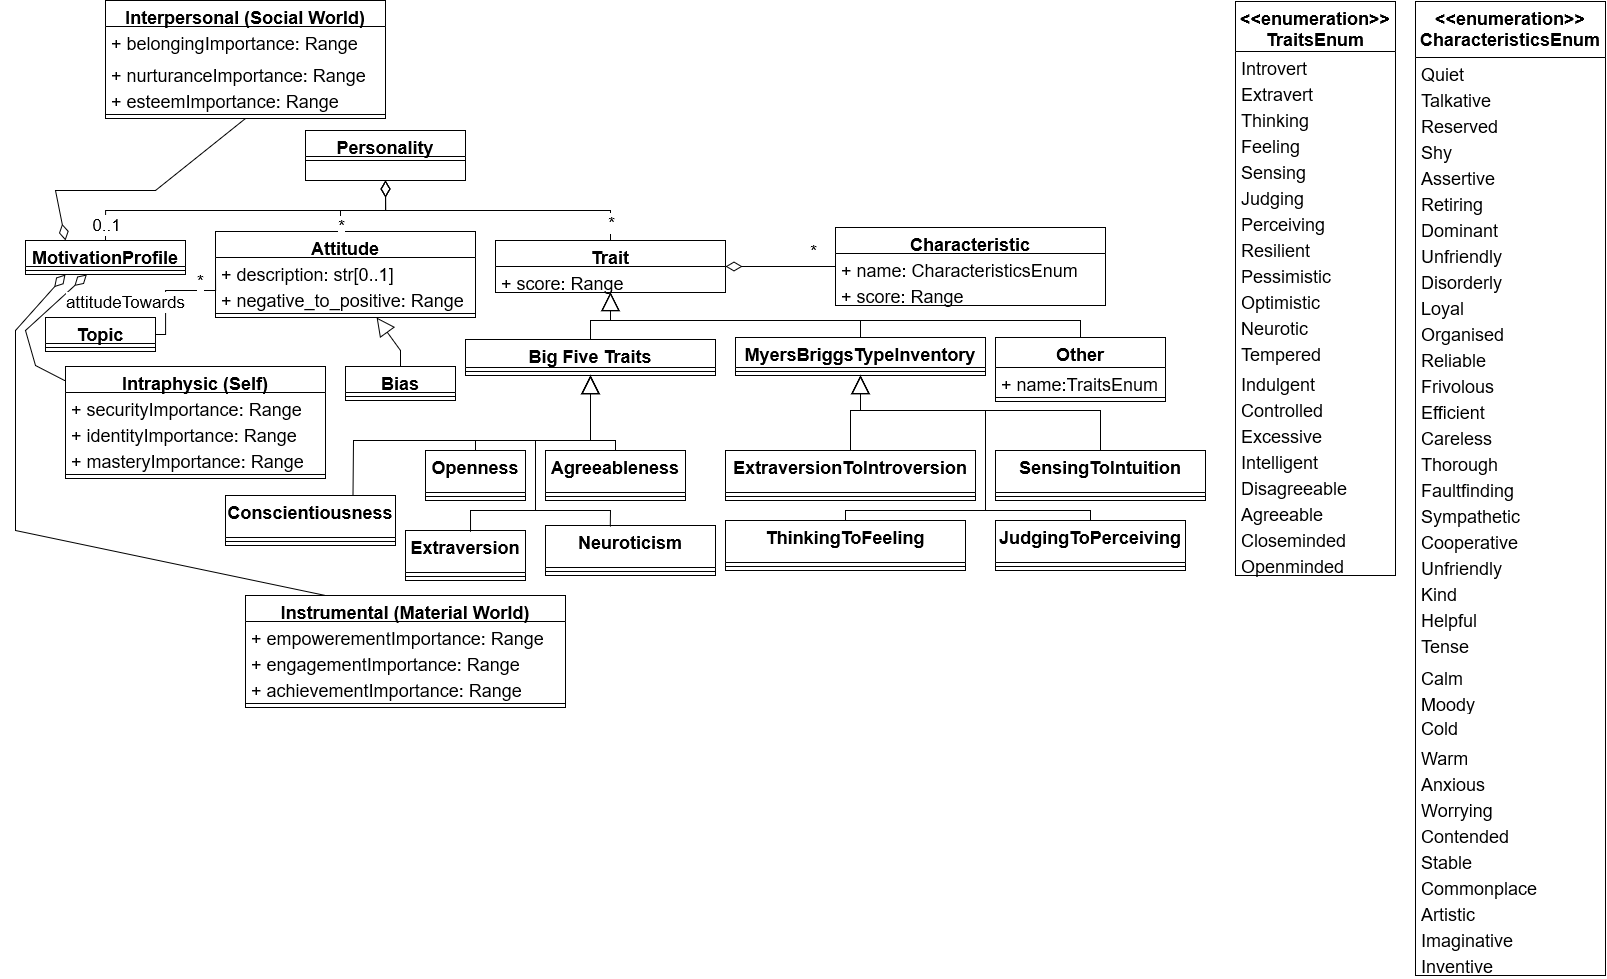 Interpersonal (Social World)
+ belongingImportance: Range
+ nurturanceImportance: Range
+ esteemImportance: Range
Personality
0..1
*
*
MotivationProfile
Attitude
+ description: str[0..1]
+ negative_to_positive: Range
Trait
+ score: Range
*
Characteristic
+ name: CharacteristicsEnum
+ score: Range
*
attitudeTowards
Topic
Intraphysic (Self)
+ securityImportance: Range
+ identityImportance: Range
+ masteryImportance: Range
Bias
Big Five Traits
MyersBriggsTypeInventory
Other
+ name:TraitsEnum
Openness
Agreeableness
Conscientiousness
Extraversion
Neuroticism
ExtraversionToIntroversion
SensingToIntuition
ThinkingToFeeling
JudgingToPerceiving
Instrumental (Material World)
+ empowerementImportance: Range
+ engagementImportance: Range
+ achievementImportance: Range
<<enumeration>>
TraitsEnum
Introvert
Extravert
Thinking
Feeling
Sensing
Judging
Perceiving
Resilient
Pessimistic
Optimistic
Neurotic
Tempered
Indulgent
Controlled
Excessive
Intelligent
Disagreeable
Agreeable
Closeminded
Openminded
<<enumeration>>
CharacteristicsEnum
Quiet
Talkative
Reserved
Shy
Assertive
Retiring
Dominant
Unfriendly
Disorderly
Loyal
Organised
Reliable
Frivolous
Efficient
Careless
Thorough
Faultfinding
Sympathetic
Cooperative
Unfriendly
Kind
Helpful
Tense
Calm
Moody
Cold
Warm
Anxious
Worrying
Contended
Stable
Commonplace
Artistic
Imaginative
Inventive